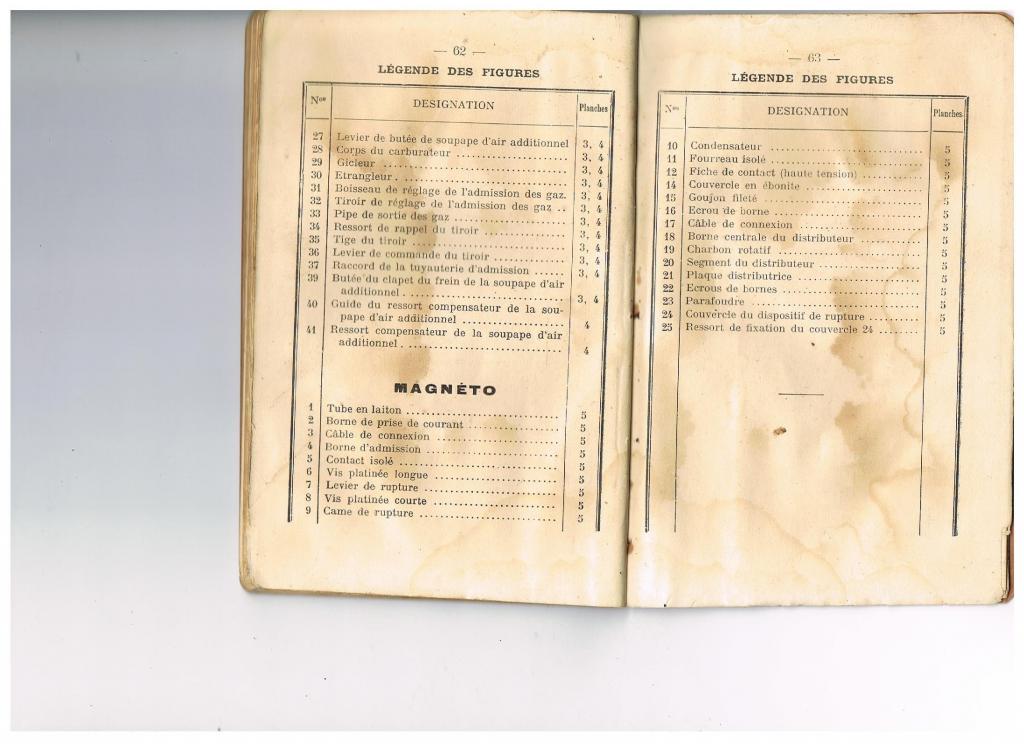 — 62 —
LÉGENDE DES FIGURES
Nos DESIGNATION Planches
27 Levier de butée de soupape d'air additionnel 3, 4
28 Corps du carburateur 3, 4
29 Gicleur 3, 4
30 Etrangleur 3, 4
31 Boisseau de réglage de l'admission des gaz. 3, 4
32 Tiroir de réglage de l'admission des gaz 3, 4
33 Pipe de sortie des gaz 3, 4
34 Ressort de rappel du tiroir 3, 4
35 Tige du tiroir 3, 4
36 Levier de commande du tiroir 3, 4
37 Raccord de la tuyauterie d'admission 3, 4
39 Butée du clapet du frein de la soupape d'air
additionnel 3, 4
40 Guide du ressort compensateur de la sou-
pape d'air additionnel 4
41 Ressort compensateur de la soupape d'air
additionnel 4
MAGNÉTO
1 Tube en laiton 5
2 Borne de prise de courant 5
3 Câble de connexion 5
4 Borne d'admission 5
5 Contact isolé 5
6 Vis platinée longue 5
7 Levier de rupture 5
8 Vis platinée courte 5
9 Came de rupture 5
— 63 —
LÉGENDE DES FIGURES
Nos DESIGNATION Planches
10 Condensateur 5
11 Fourreau isolé 5
12 Fiche de contact (haute tension) 5
14 Couvercle en ébonite 5
15 Goujon fileté 5
16 Ecrou de borne 5
17 Câble de connexion 5
18 Borne centrale du distributeur 5
19 Charbon rotatif 5
20 Segment du distributeur 5
21 Plaque distributrice 5
22 Ecrous de bornes 5
23 Parafoudre 5
24 Couvercle du dispositif de rupture 5
25 Ressort de fixation du couvercle 24 5